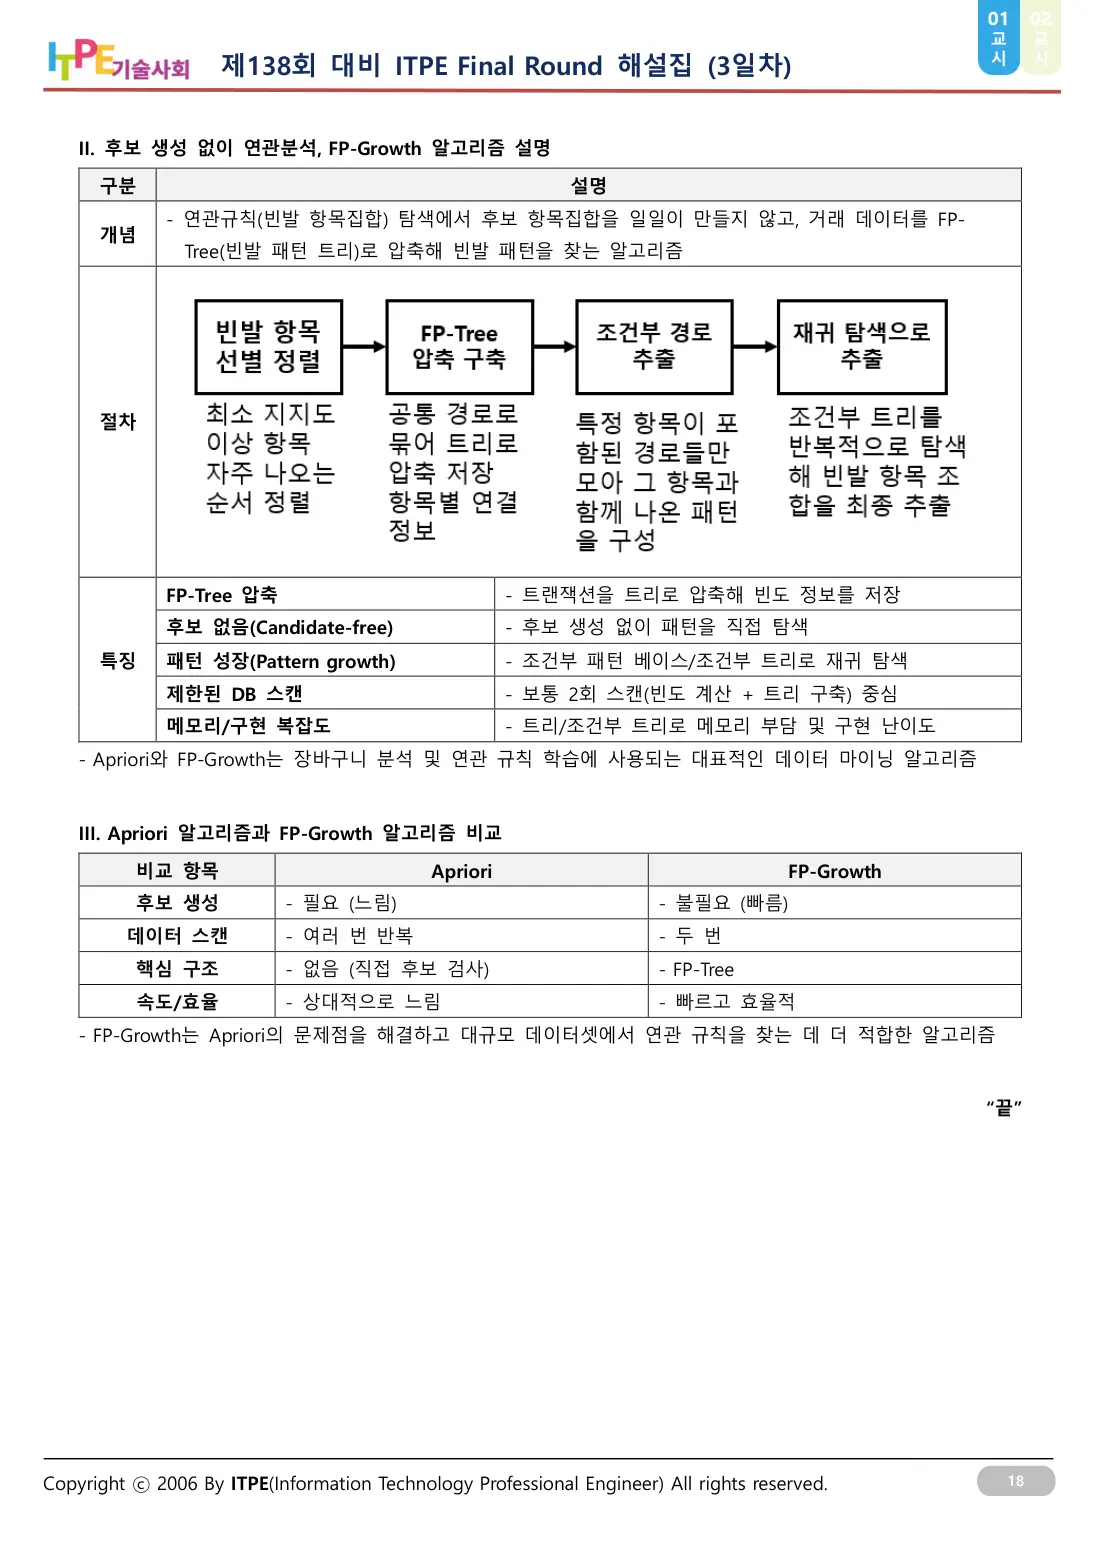 01
교
시
02
교
시
ITPE기술사회 제138회 대비 ITPE Final Round 해설집 (3일차)
II. 후보 생성 없이 연관분석, FP-Growth 알고리즘 설명
구분 설명
개념
- 연관규칙(빈발 항목집합) 탐색에서 후보 항목집합을 일일이 만들지 않고, 거래 데이터를 FP-
Tree(빈발 패턴 트리)로 압축해 빈발 패턴을 찾는 알고리즘
절차
빈발 항목
선별 정렬
최소 지지도
이상 항목
자주 나오는
순서 정렬
FP-Tree
압축 구축
공통 경로로
묶어 트리로
압축 저장
항목별 연결
정보
조건부 경로
추출
특정 항목이 포
함된 경로들만
모아 그 항목과
함께 나온 패턴
을 구성
재귀 탐색으로
추출
조건부 트리를
반복적으로 탐색
해 빈발 항목 조
합을 최종 추출
특징
FP-Tree 압축 - 트랜잭션을 트리로 압축해 빈도 정보를 저장
후보 없음(Candidate-free) - 후보 생성 없이 패턴을 직접 탐색
패턴 성장(Pattern growth) - 조건부 패턴 베이스/조건부 트리로 재귀 탐색
제한된 DB 스캔 - 보통 2회 스캔(빈도 계산 + 트리 구축) 중심
메모리/구현 복잡도 - 트리/조건부 트리로 메모리 부담 및 구현 난이도
- Apriori와 FP-Growth는 장바구니 분석 및 연관 규칙 학습에 사용되는 대표적인 데이터 마이닝 알고리즘
III. Apriori 알고리즘과 FP-Growth 알고리즘 비교
비교 항목 Apriori FP-Growth
후보 생성 - 필요 (느림) - 불필요 (빠름)
데이터 스캔 - 여러 번 반복 - 두 번
핵심 구조 - 없음 (직접 후보 검사) - FP-Tree
속도/효율 - 상대적으로 느림 - 빠르고 효율적
- FP-Growth는 Apriori의 문제점을 해결하고 대규모 데이터셋에서 연관 규칙을 찾는 데 더 적합한 알고리즘
“끝”
Copyright ⓒ 2006 By ITPE(Information Technology Professional Engineer) All rights reserved.
18